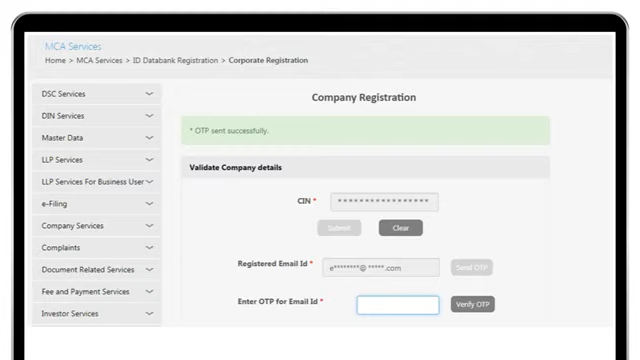 MCA Services
Home > MCA Services > ID Databank Registration > Corporate Registration
DSC Services
DIN Services
Master Data
LLP Services
LLP Services For Business User
e-Filing
Company Services
Complaints
Document Related Services
Fee and Payment Services
Investor Services
Company Registration
* OTP sent successfully.
Validate Company details
CIN * *****************
Submit Clear
Registered Email Id * e********@ *****.com Send OTP
Enter OTP for Email Id * Verify OTP